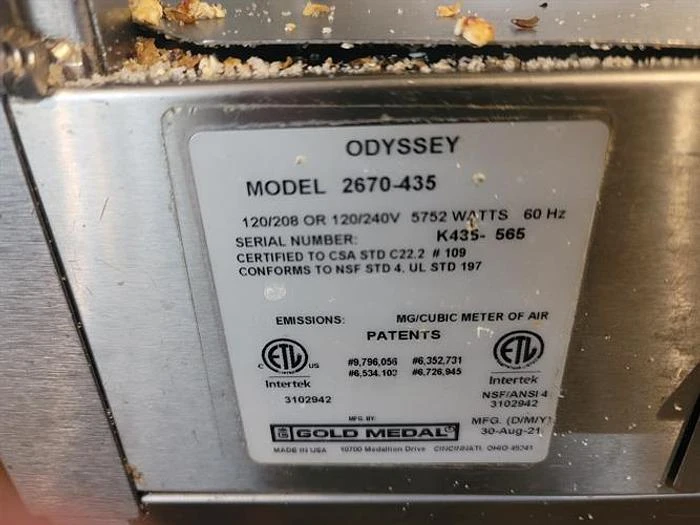 ODYSSEY
MODEL 2670-435
120/208 OR 120/240V 5752 WATTS 60 Hz
SERIAL NUMBER: K435- 565
CERTIFIED TO CSA STD C22.2 # 109
CONFORMS TO NSF STD 4, UL STD 197
EMISSIONS: MG/CUBIC METER OF AIR
PATENTS
#9,796,056 #6,352,731
#6,534,103 #6,726,945
C ETL US
Intertek
3102942
ETL
Intertek
NSF/ANSI 4
3102942
MFG. BY:
GOLD MEDAL
MFG. (D/M/Y)
30-Aug-21
MADE IN USA 10700 Medallion Drive CINCINNATI, OHIO 45241